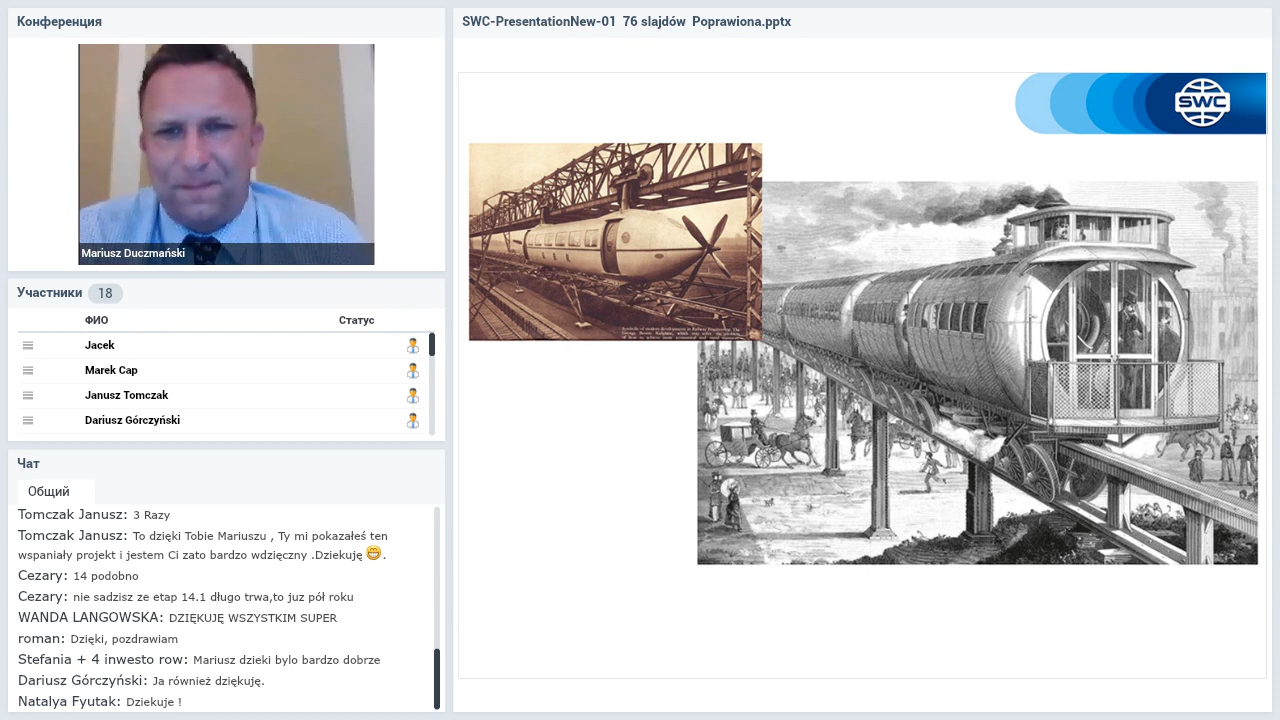 Конференция
Mariusz Duczmański
Участники 18
ФИО Статус
Jacek
Marek Cap
Janusz Tomczak
Dariusz Górczyński
Чат
Общий
Tomczak Janusz: 3 Razy
Tomczak Janusz: To dzięki Tobie Mariuszu , Ty mi pokazałeś ten
wspaniały projekt i jestem Ci zato bardzo wdzięczny .Dziekuję 😁.
Cezary: 14 podobno
Cezary: nie sadzisz ze etap 14.1 długo trwa,to juz pół roku
WANDA LANGOWSKA: DZIĘKUJĘ WSZYSTKIM SUPER
roman: Dzięki, pozdrawiam
Stefania + 4 inwesto row: Mariusz dzieki bylo bardzo dobrze
Dariusz Górczyński: Ja również dziękuję.
Natalya Fyutak: Dziekuje !
SWC-PresentationNew-01 76 slajdów Poprawiona.pptx
SWC